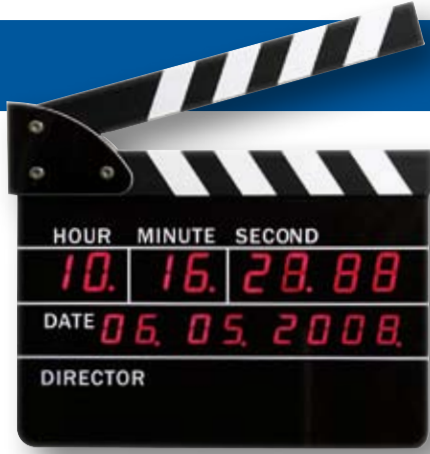 HOUR MINUTE SECOND
10. 16. 28.88
DATE 06. 05. 2008.
DIRECTOR